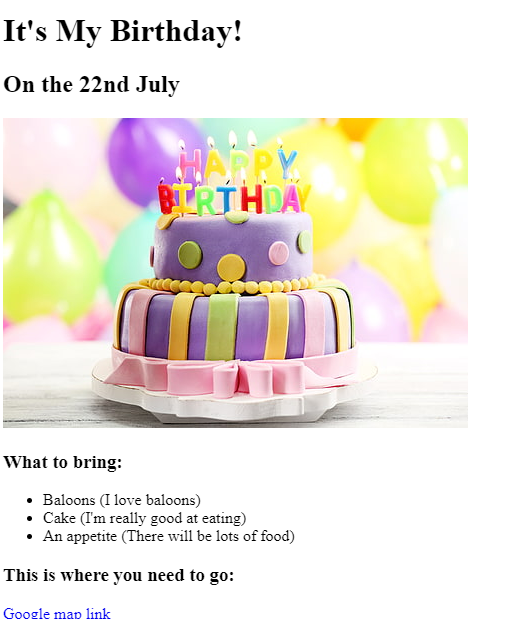 It's My Birthday!
On the 22nd July
HAPPY
BIRTHDAY
What to bring:
Baloons (I love baloons)
Cake (I'm really good at eating)
An appetite (There will be lots of food)
This is where you need to go:
Google map link